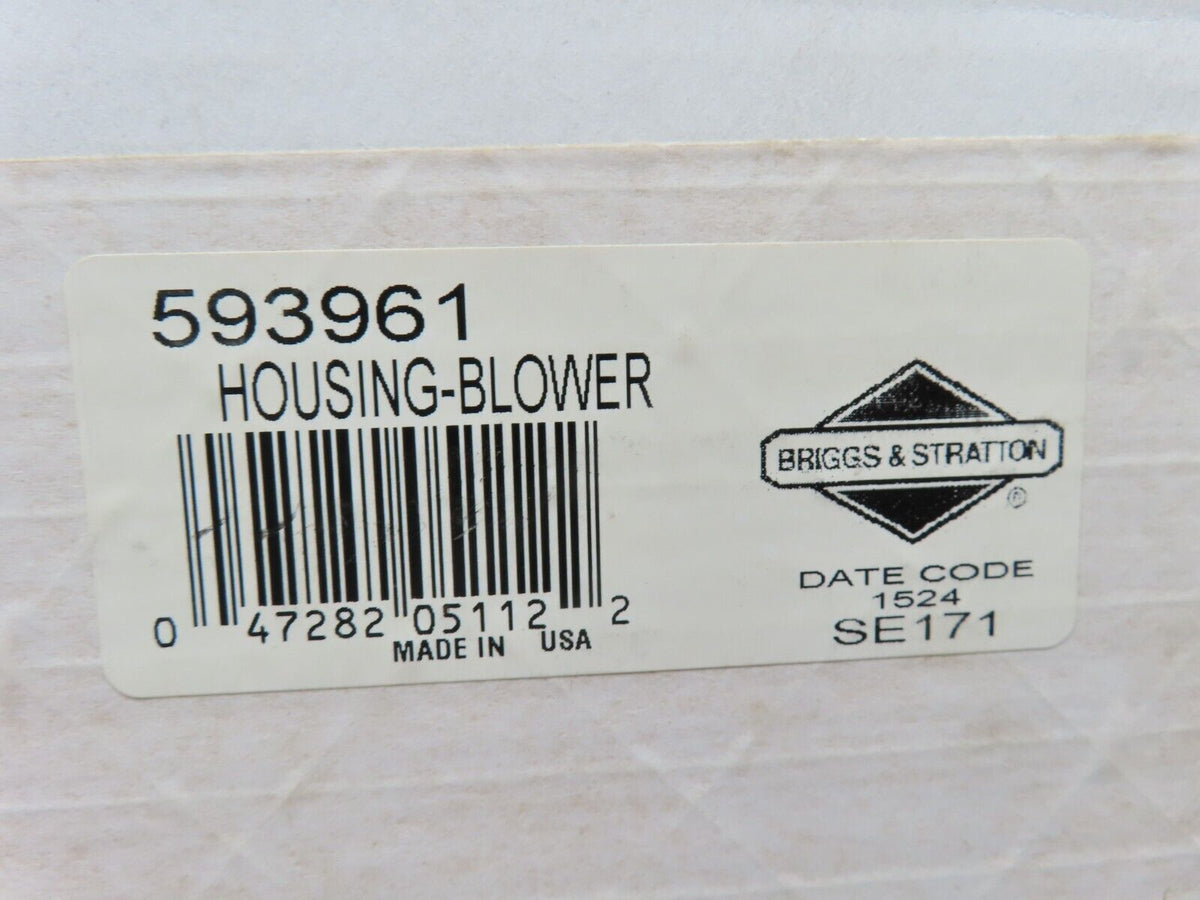 593961
HOUSING-BLOWER
0 47282 05112 2
MADE IN USA
BRIGGS & STRATTON
®
DATE CODE
1524
SE171